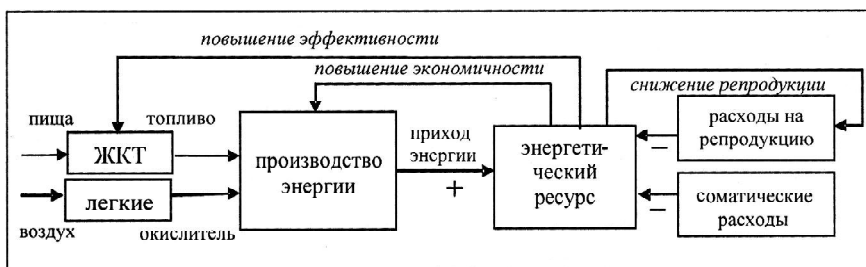 повышение эффективности
повышение экономичности
снижение репродукции
пища
топливо
ЖКТ
легкие
воздух
окислитель
производство
энергии
приход
энергии
+
энергети-
ческий
ресурс
–
расходы на
репродукцию
–
соматические
расходы